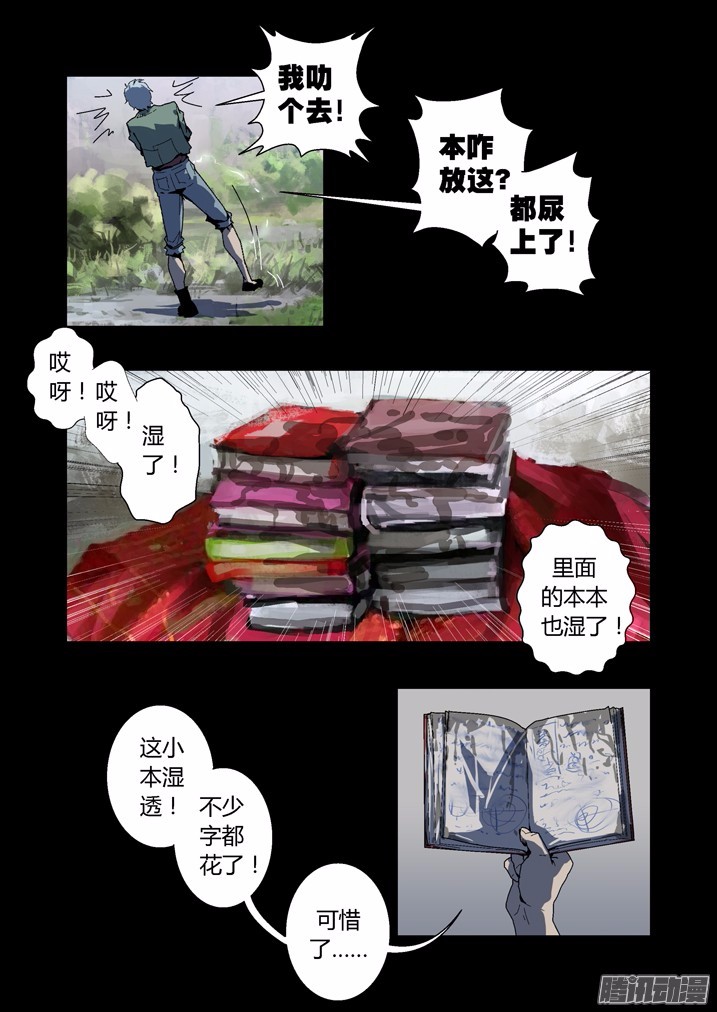 我叻
个去！
本咋
放这？
都尿
上了！
哎
呀！
哎
呀！
湿
了！
里面
的本本
也湿了！
这小
本湿
透！
不少
字都
花了！
可惜
了……
腾讯动漫